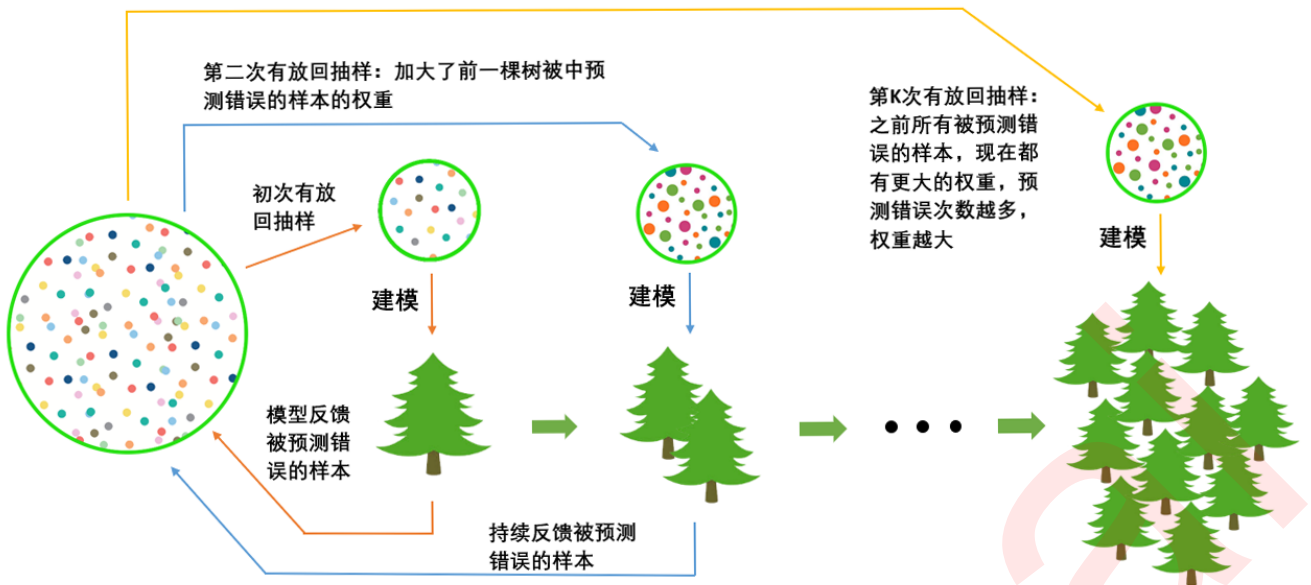 第二次有放回抽样：加大了前一棵树被中预
测错误的样本的权重
第K次有放回抽样：
之前所有被预测错
误的样本，现在都
有更大的权重，预
测错误次数越多，
权重越大
初次有放
回抽样
建模
建模
建模
模型反馈
被预测错
误的样本
持续反馈被预测
错误的样本